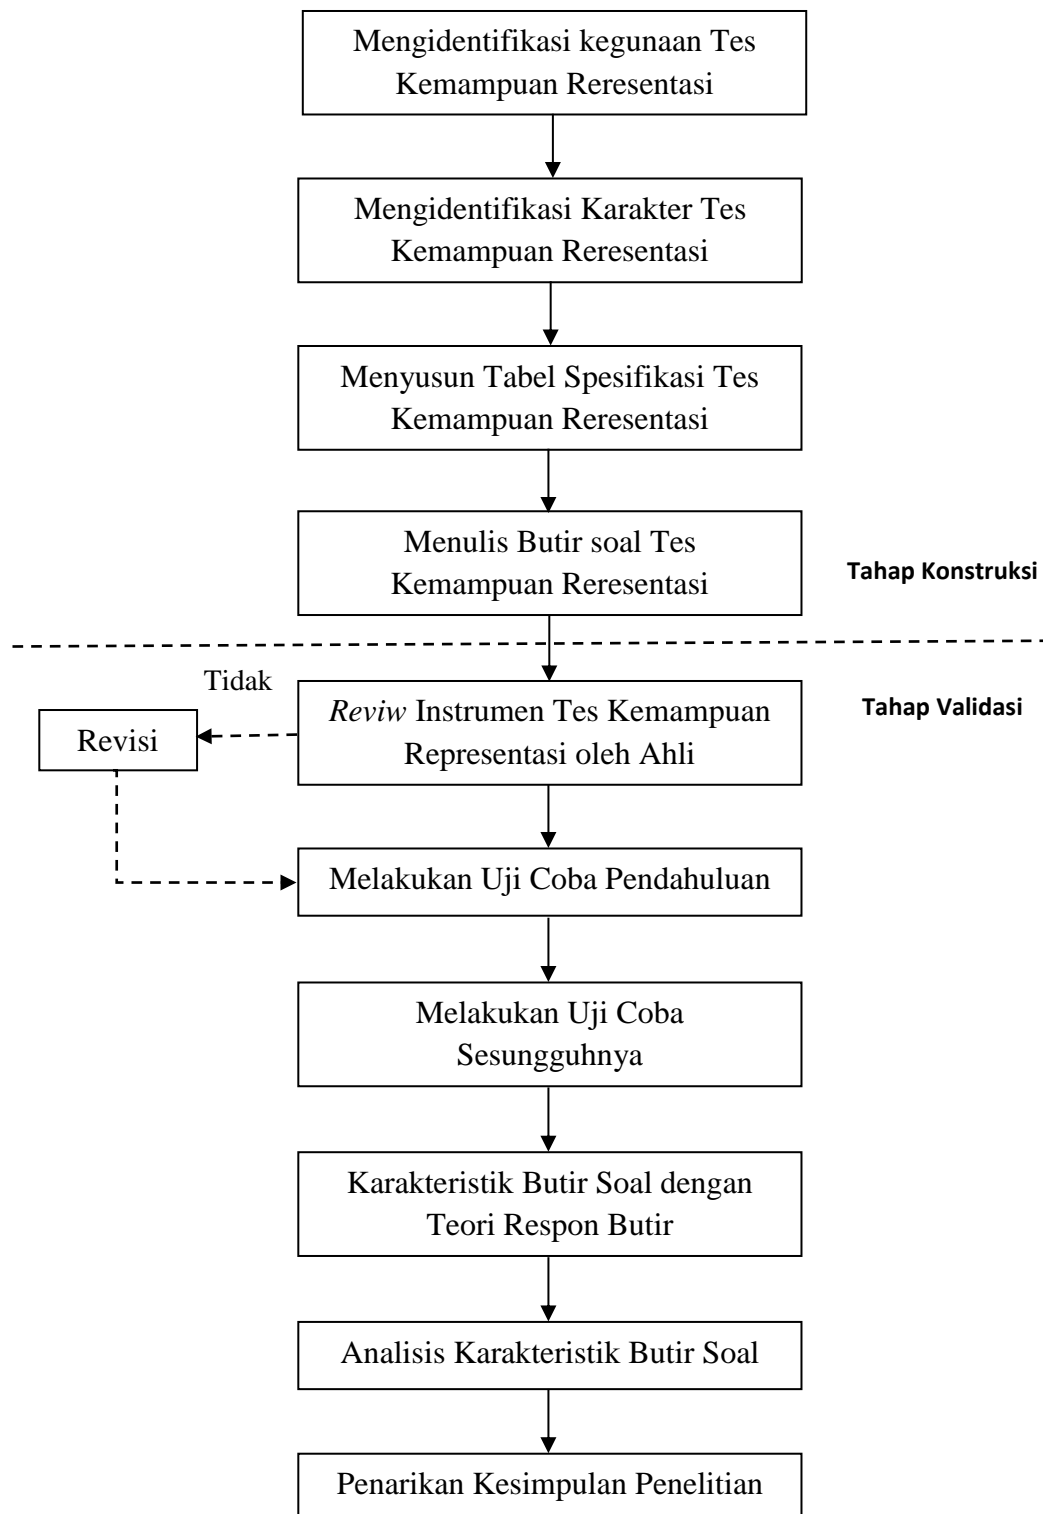 Mengidentifikasi kegunaan Tes
Kemampuan Reresentasi
Mengidentifikasi Karakter Tes
Kemampuan Reresentasi
Menyusun Tabel Spesifikasi Tes
Kemampuan Reresentasi
Menulis Butir soal Tes
Kemampuan Reresentasi
Tahap Konstruksi
Tidak
Reviw Instrumen Tes Kemampuan
Representasi oleh Ahli
Tahap Validasi
Revisi
Melakukan Uji Coba Pendahuluan
Melakukan Uji Coba
Sesungguhnya
Karakteristik Butir Soal dengan
Teori Respon Butir
Analisis Karakteristik Butir Soal
Penarikan Kesimpulan Penelitian